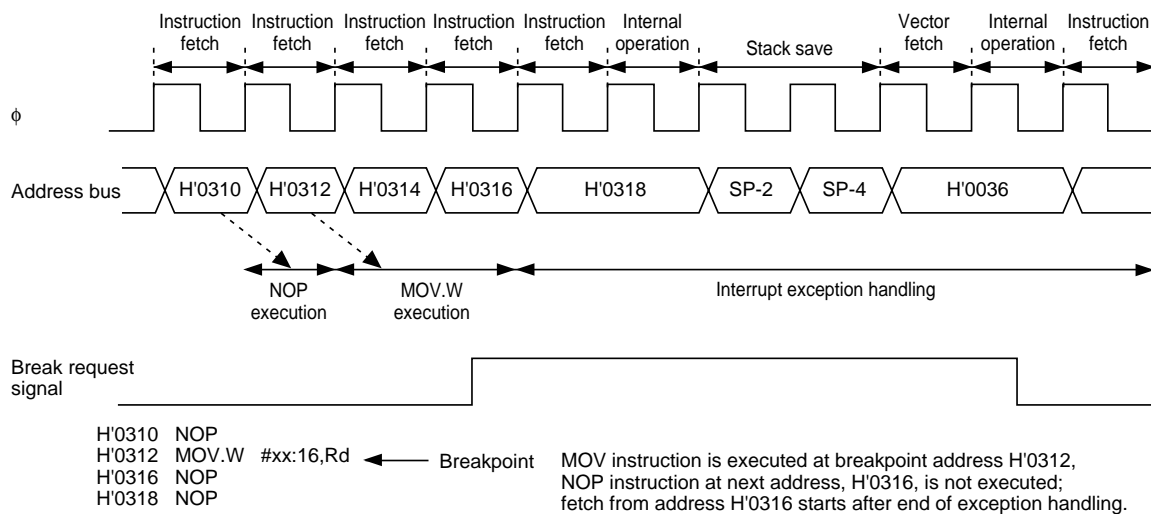 Instruction fetch
Instruction fetch
Instruction fetch
Instruction fetch
Instruction fetch
Internal operation
Stack save
Vector fetch
Internal operation
Instruction fetch
ϕ
Address bus
H'0310
H'0312
H'0314
H'0316
H'0318
SP-2
SP-4
H'0036
NOP execution
MOV.W execution
Interrupt exception handling
Break request signal
H'0310 NOP
H'0312 MOV.W #xx:16,Rd
Breakpoint
H'0316 NOP
H'0318 NOP
MOV instruction is executed at breakpoint address H'0312,
NOP instruction at next address, H'0316, is not executed;
fetch from address H'0316 starts after end of exception handling.